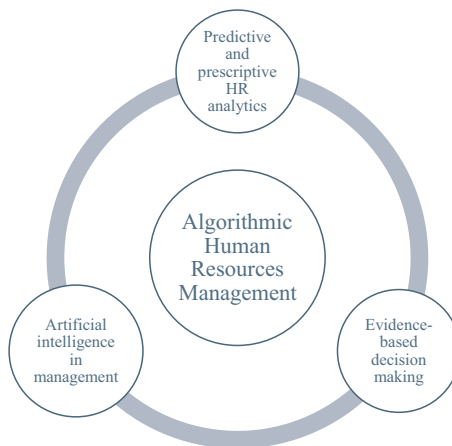 Predictive
and
prescriptive
HR
analytics
Algorithmic
Human
Resources
Management
Artificial
intelligence
in
management
Evidence-
based
decision
making